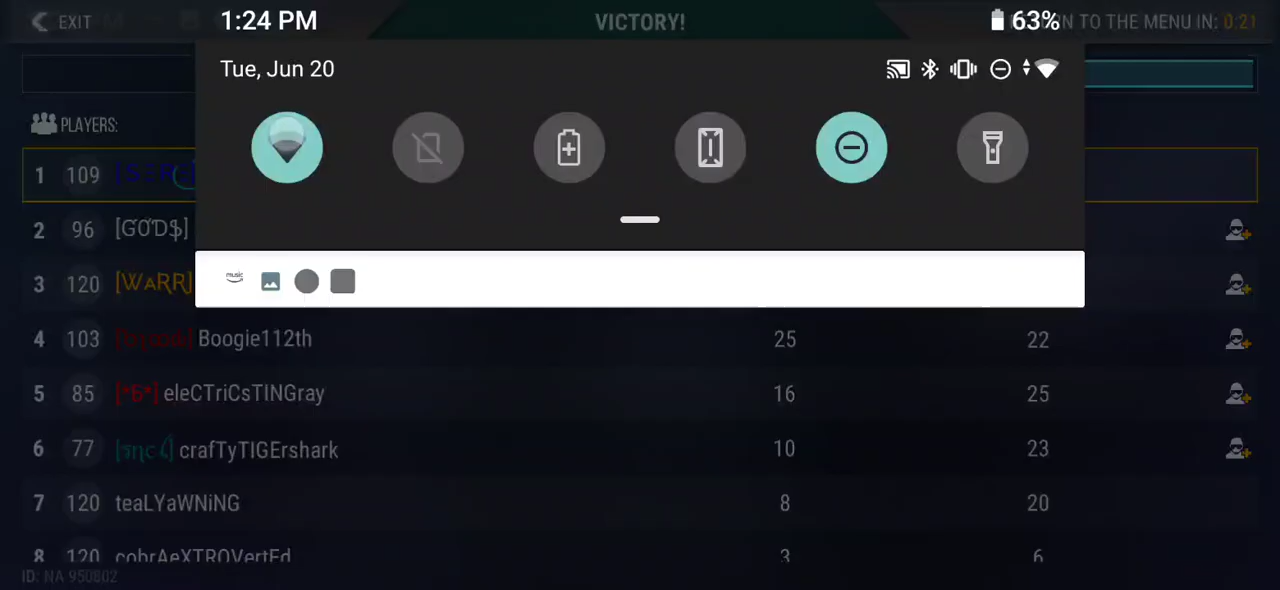 EXIT
1:24 PM
VICTORY!
63%
N TO THE MENU IN: 0:21
Tue, Jun 20
PLAYERS:
1 109
2 96 [GODS]
music
3 120 [WARR]
4 103 Boogie112th 25 22
5 85 [*Б*] eleCTriCsTINGray 16 25
6 77 crafTyTIGErshark 10 23
7 120 teaLYaWNiNG 8 20
8 120 cobrAeXTROVertEd 3 6
ID: NA 950802